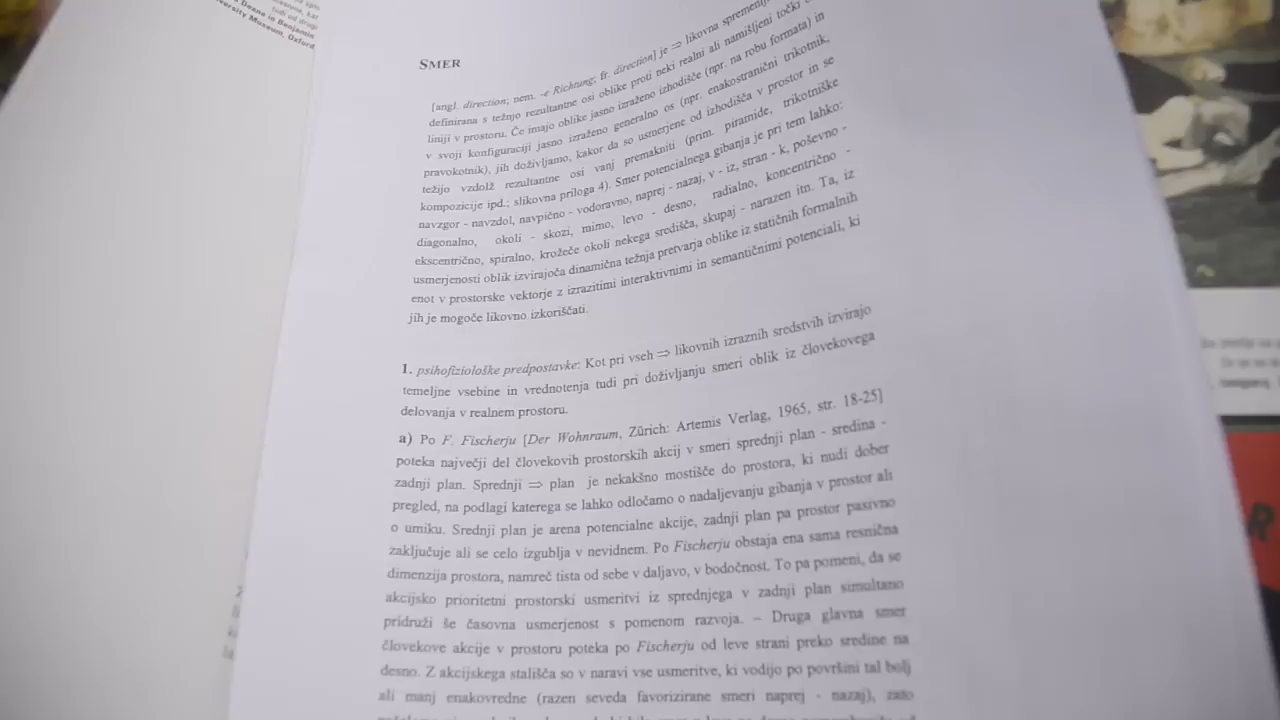 Deane in Benjamin
versity Museum, Oxford,
SMER
[angl. direction; nem. -e Richtung; fr. direction] je ⇒ likovna
definirana s težnjo rezultantne osi oblike proti neki realni ali namišljeni točki
liniji v prostoru. Če imajo oblike jasno izraženo izhodišče (npr. na robu formata) in
v svoji konfiguraciji jasno izraženo generalno os (npr. enakostranični trikotnik,
pravokotnik), jih doživljamo, kakor da so usmerjene od izhodišča v prostor in se
težijo vzdolž rezultantne osi vanj premakniti (prim. piramide, trikotniške
kompozicije ipd.; slikovna priloga 4). Smer potencialnega gibanja je pri tem lahko:
navzgor - navzdol, navpično - vodoravno, naprej - nazaj, v - iz, stran - k, poševno -
diagonalno, okoli - skozi, mimo, levo - desno, radialno, koncentrično -
ekscentrično, spiralno, krožeče okoli nekega središča, skupaj - narazen itn. Ta, iz
usmerjenosti oblik izvirajoča dinamična težnja pretvarja oblike iz statičnih formalnih
enot v prostorske vektorje z izrazitimi interaktivnimi in semantičnimi potenciali, ki
jih je mogoče likovno izkoriščati.
1. psihofiziološke predpostavke: Kot pri vseh ⇒ likovnih izraznih sredstvih izvirajo
temeljne vsebine in vrednotenja tudi pri doživljanju smeri oblik iz človekovega
delovanja v realnem prostoru.
a) Po F. Fischerju [Der Wohnraum, Zürich: Artemis Verlag, 1965, str. 18-25]
poteka največji del človekovih prostorskih akcij v smeri sprednji plan - sredina -
zadnji plan. Sprednji ⇒ plan je nekakšno mostišče do prostora, ki nudi dober
pregled, na podlagi katerega se lahko odločamo o nadaljevanju gibanja v prostor ali
o umiku. Srednji plan je arena potencialne akcije, zadnji plan pa prostor pasivno
zaključuje ali se celo izgublja v nevidnem. Po Fischerju obstaja ena sama resnična
dimenzija prostora, namreč tista od sebe v daljavo, v bodočnost. To pa pomeni, da se
akcijsko prioritetni prostorski usmeritvi iz sprednjega v zadnji plan simultano
pridruži še časovna usmerjenost s pomenom razvoja. – Druga glavna smer
človekove akcije v prostoru poteka po Fischerju od leve strani preko sredine na
desno. Z akcijskega stališča so v naravi vse usmeritve, ki vodijo po površini tal bolj
ali manj enakovredne (razen seveda favorizirane smeri naprej - nazaj), zato
R